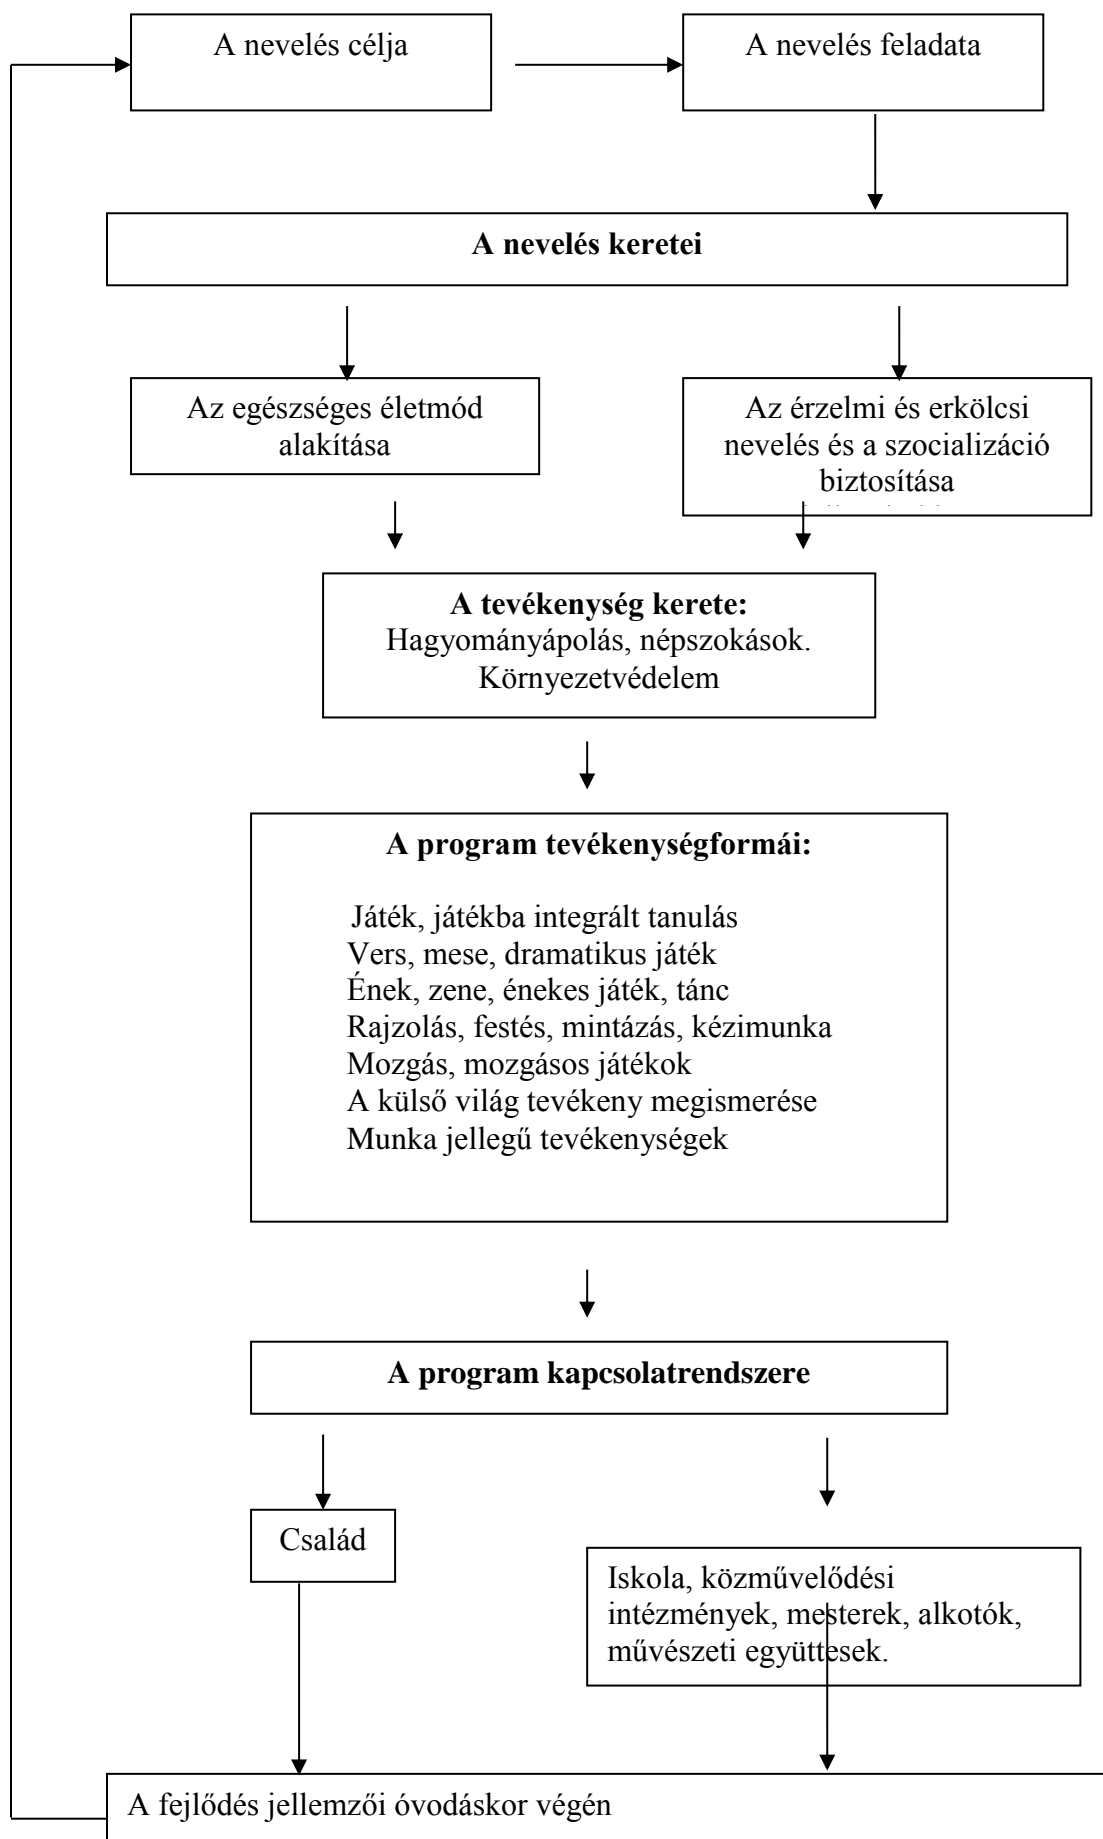 A nevelés célja
A nevelés feladata
A nevelés keretei
Az egészséges életmód
alakítása
Az érzelmi és erkölcsi
nevelés és a szocializáció
biztosítása
A tevékenység kerete:
Hagyományápolás, népszokások.
Környezetvédelem
A program tevékenységformái:
Játék, játékba integrált tanulás
Vers, mese, dramatikus játék
Ének, zene, énekes játék, tánc
Rajzolás, festés, mintázás, kézimunka
Mozgás, mozgásos játékok
A külső világ tevékeny megismerése
Munka jellegű tevékenységek
A program kapcsolatrendszere
Család
Iskola, közművelődési
intézmények, mesterek, alkotók,
művészeti együttesek.
A fejlődés jellemzői óvodáskor végén